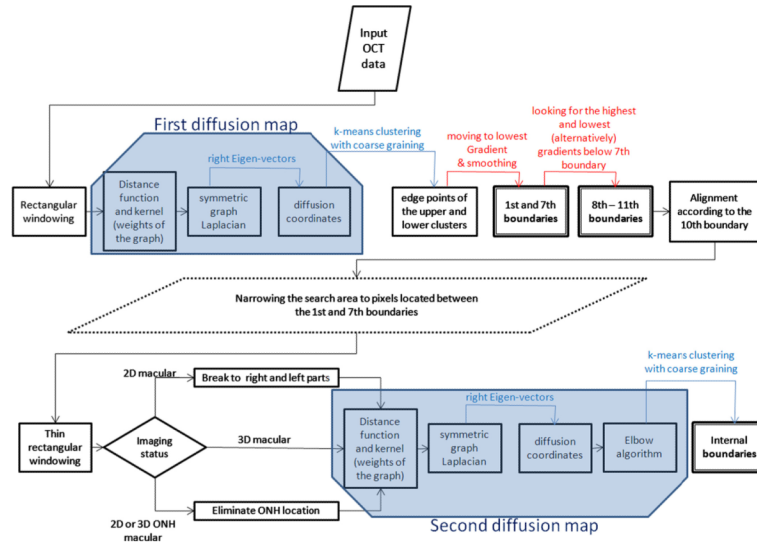 Input
OCT
data
First diffusion map
k-means clustering
with coarse graining
moving to lowest
Gradient
& smoothing
looking for the highest
and lowest
(alternatively)
gradients below 7th
boundary
right Eigen-vectors
Rectangular
windowing
Distance
function
and kernel
(weights of
the graph)
symmetric
graph
Laplacian
diffusion
coordinates
edge points
of the upper and
lower clusters
1st and 7th
boundaries
8th – 11th
boundaries
Alignment
according to
the 10th
boundary
Narrowing the search area to pixels located between
the 1st and 7th boundaries
2D macular
Break to right and left parts
k-means clustering
with coarse graining
right Eigen-vectors
Thin
rectangular
windowing
Imaging
status
3D macular
Distance
function
and kernel
(weights of
the graph)
symmetric
graph
Laplacian
diffusion
coordinates
Elbow
algorithm
Internal
boundaries
2D or 3D ONH
macular
Eliminate ONH location
Second diffusion map